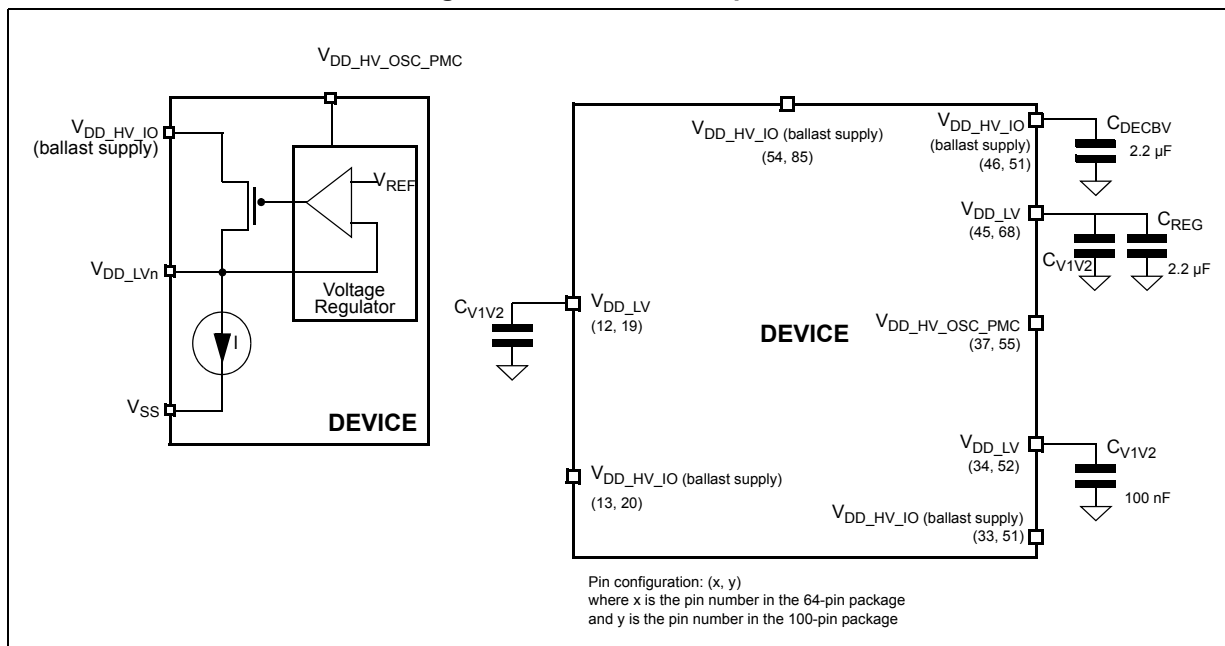 VDD_HV_OSC_PMC
VDD_HV_IO
(ballast supply)
VREF
VDD_LVn
Voltage
Regulator
I
VSS
DEVICE
VDD_HV_IO (ballast supply)
(54, 85)
VDD_HV_IO
(ballast supply)
(46, 51)
CDECBV
2.2 µF
VDD_LV
(45, 68)
CREG
CV1V2
2.2 µF
CV1V2
VDD_LV
(12, 19)
DEVICE
VDD_HV_OSC_PMC
(37, 55)
VDD_LV
(34, 52)
CV1V2
100 nF
VDD_HV_IO (ballast supply)
(13, 20)
VDD_HV_IO (ballast supply)
(33, 51)
Pin configuration: (x, y)
where x is the pin number in the 64-pin package
and y is the pin number in the 100-pin package